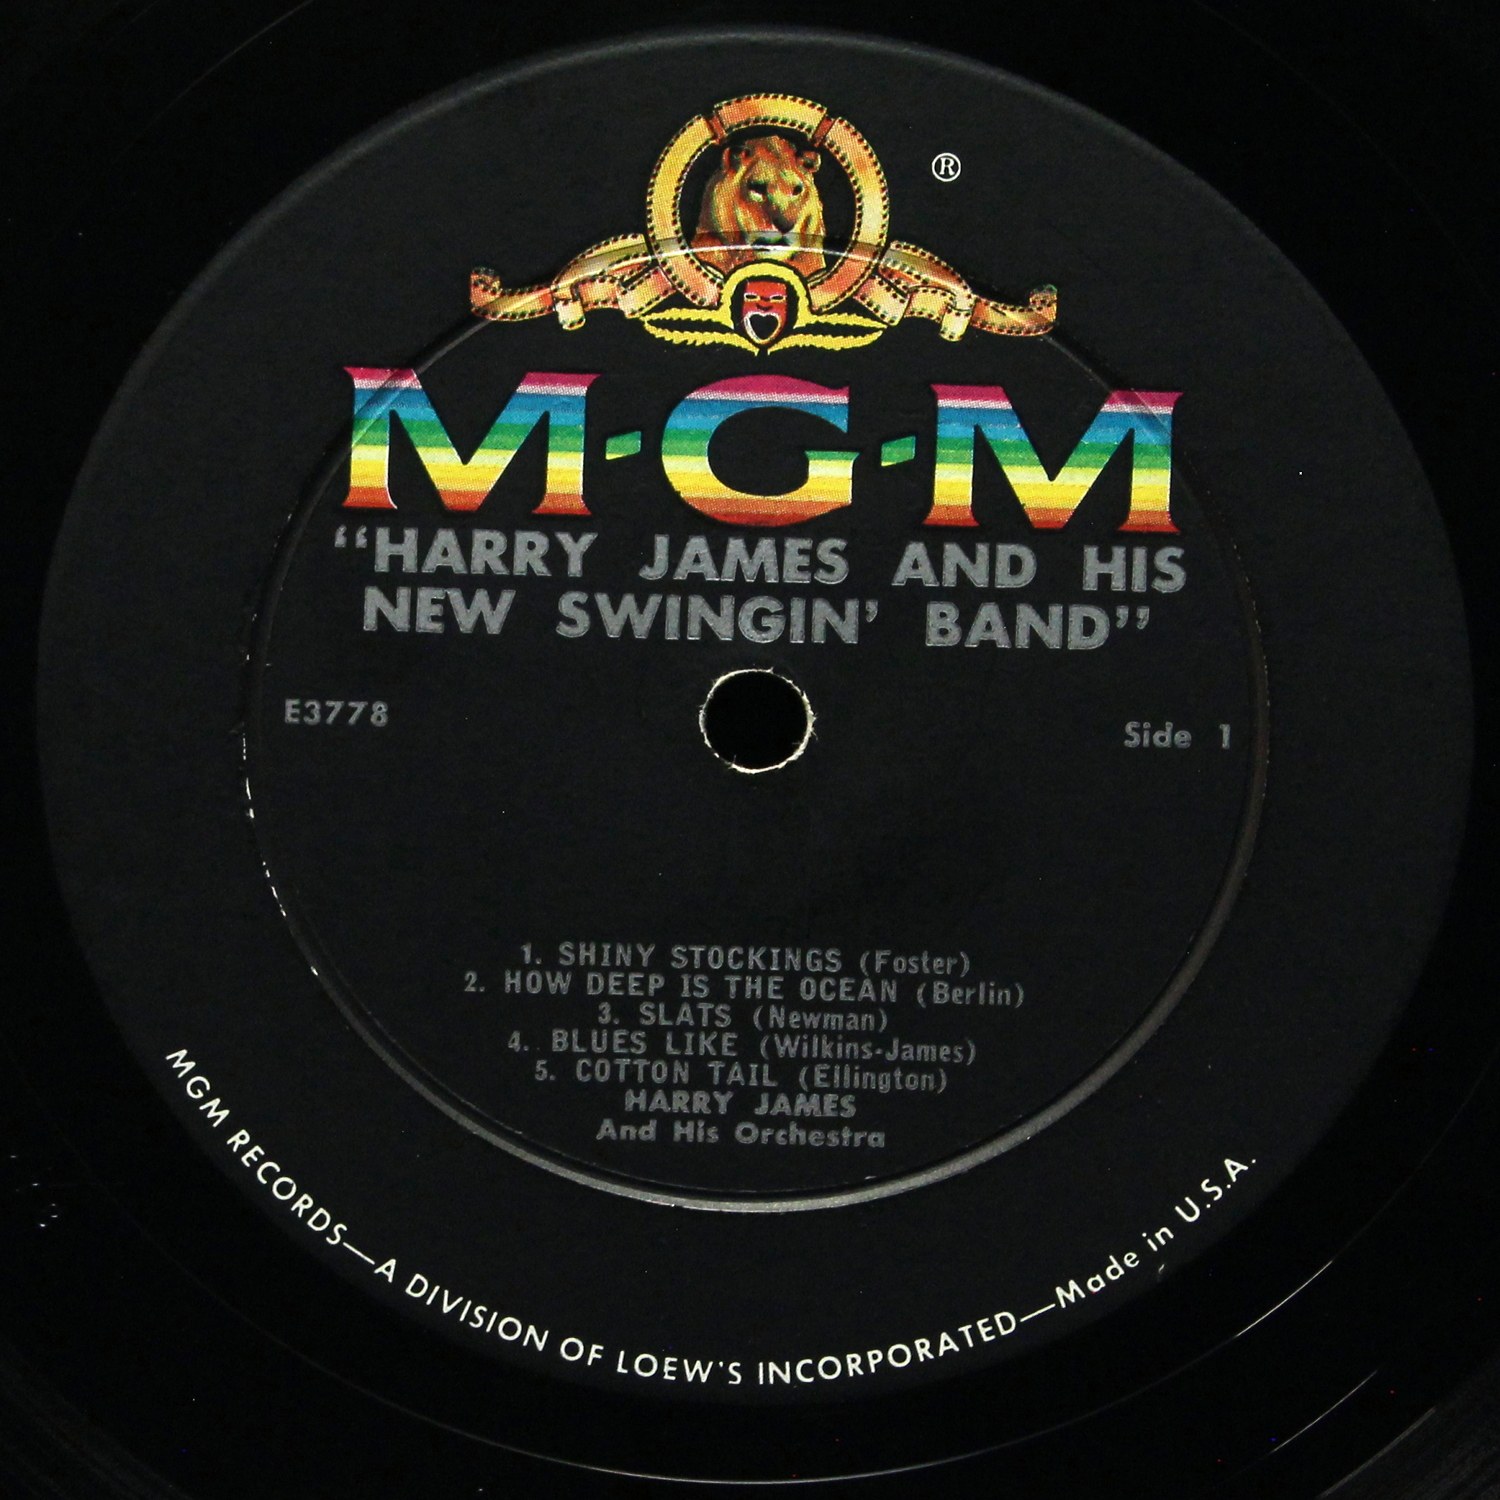 ®
M-G-M
“HARRY JAMES AND HIS
NEW SWINGIN’ BAND”
E3778
Side 1
1. SHINY STOCKINGS (Foster)
2. HOW DEEP IS THE OCEAN (Berlin)
3. SLATS (Newman)
4. BLUES LIKE (Wilkins-James)
5. COTTON TAIL (Ellington)
HARRY JAMES
And His Orchestra
MGM RECORDS—A DIVISION OF LOEW'S INCORPORATED—Made in U.S.A.